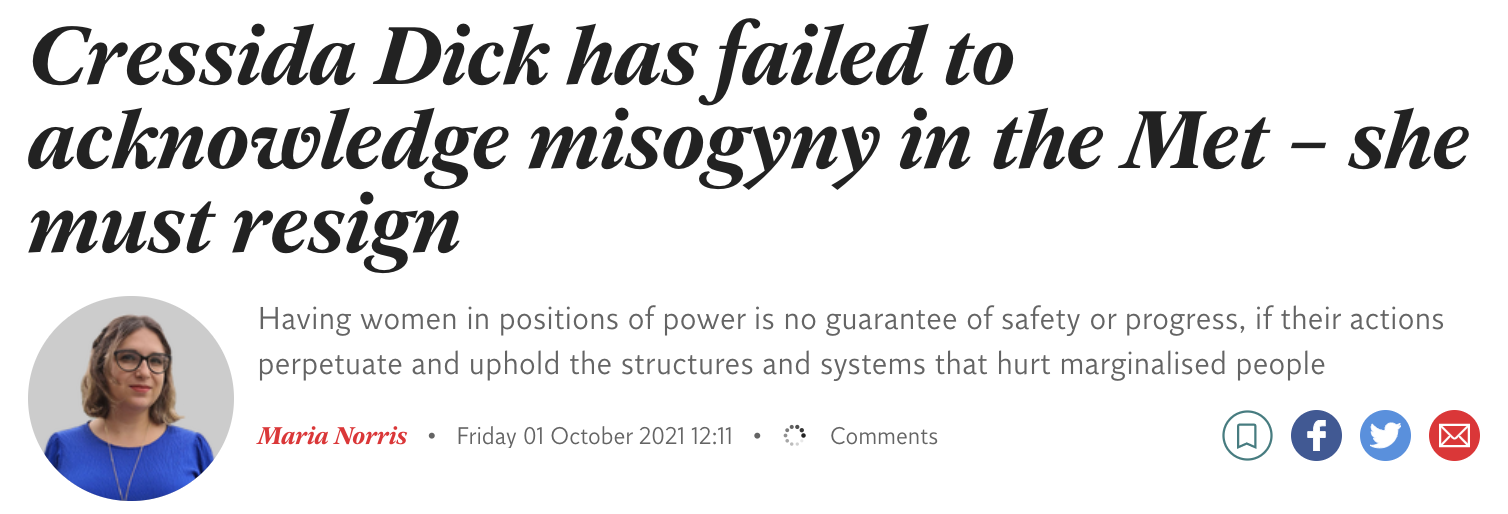 Cressida Dick has failed to
acknowledge misogyny in the Met – she
must resign
Having women in positions of power is no guarantee of safety or progress, if their actions
perpetuate and uphold the structures and systems that hurt marginalised people
Maria Norris • Friday 01 October 2021 12:11 • Comments